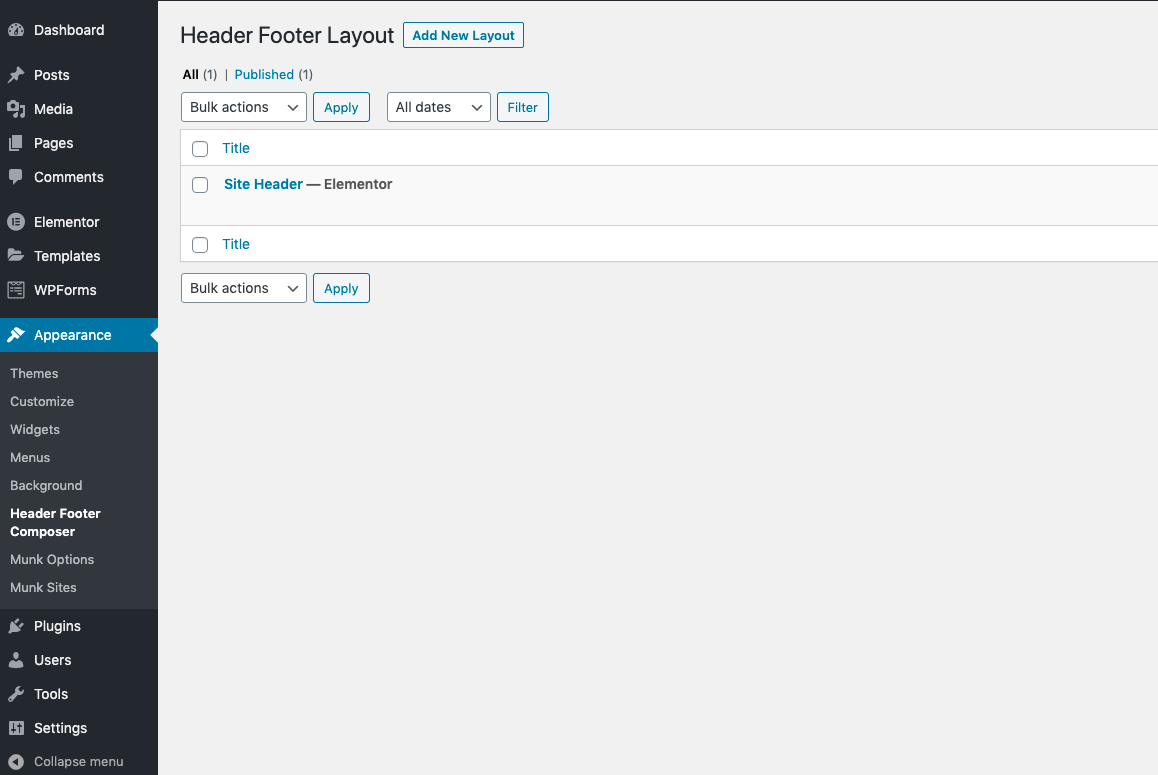 Dashboard
Posts
Media
Pages
Comments
Elementor
Templates
WPForms
Appearance
Themes
Customize
Widgets
Menus
Background
Header Footer
Composer
Munk Options
Munk Sites
Plugins
Users
Tools
Settings
Collapse menu
Header Footer Layout Add New Layout
All (1) | Published (1)
Bulk actions Apply All dates Filter
Title
Site Header — Elementor
Title
Bulk actions Apply